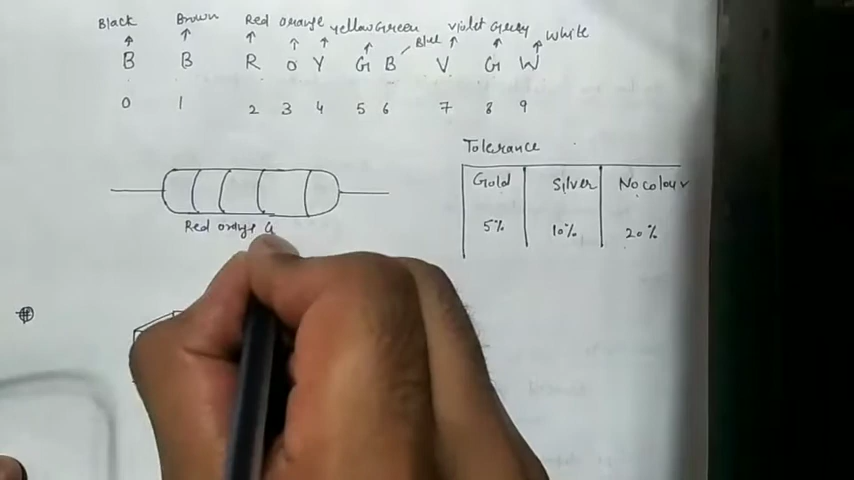 Black Brown Red orange Yellow Green Blue violet Grey White
B B R O Y G B V G W
0 1 2 3 4 5 6 7 8 9
Tolerance
Gold Silver No colour
5% 10% 20%
Red orange G